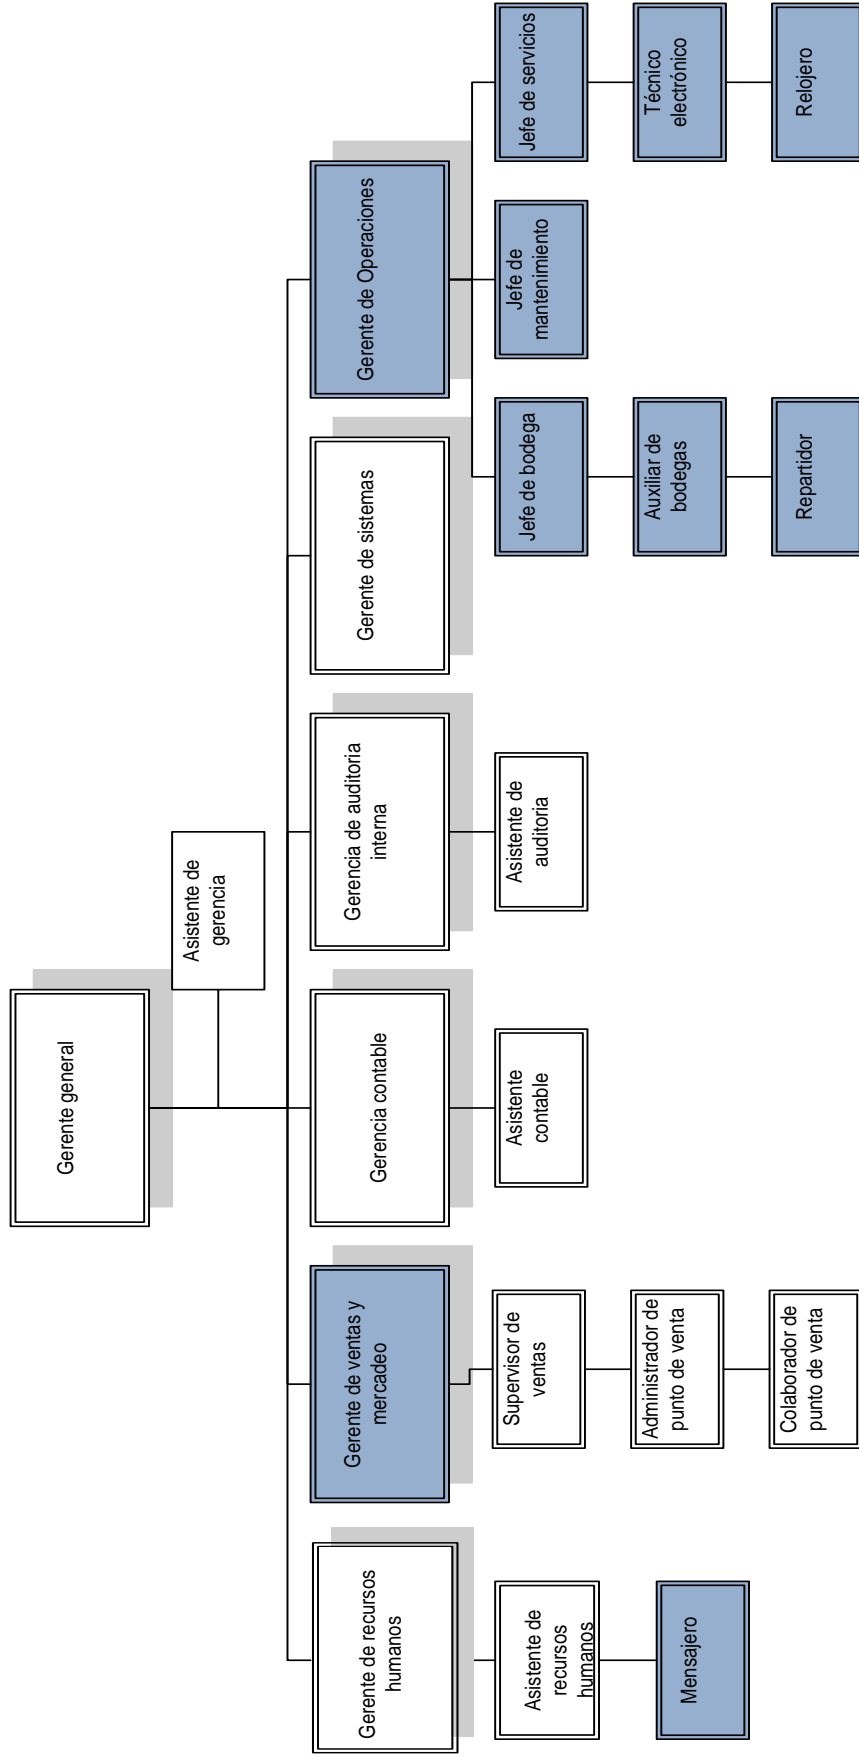 Gerente general
Asistente de
gerencia
Gerente de recursos
humanos
Gerente de ventas y
mercadeo
Gerencia contable
Gerencia de auditoria
interna
Gerente de sistemas
Gerente de Operaciones
Asistente de
recursos
humanos
Supervisor de
ventas
Asistente
contable
Asistente de
auditoria
Jefe de bodega
Jefe de
mantenimiento
Jefe de servicios
Mensajero
Administrador de
punto de venta
Auxiliar de
bodegas
Técnico
electrónico
Colaborador de
punto de venta
Repartidor
Relojero